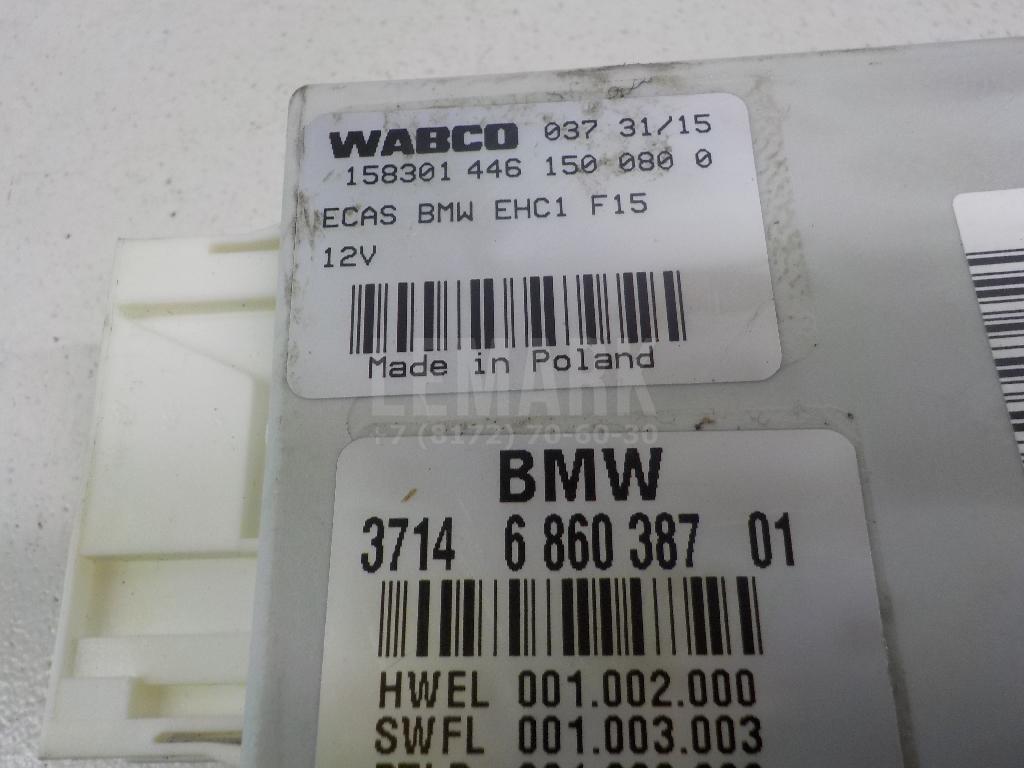 WABCO 037 31/15
158301 446 150 080 0
ECAS BMW EHC1 F15
12V
Made in Poland
LEMARK
+7 (8172) 70-60-30
BMW
3714 6 860 387 01
HWEL 001.002.000
SWFL 001.003.003